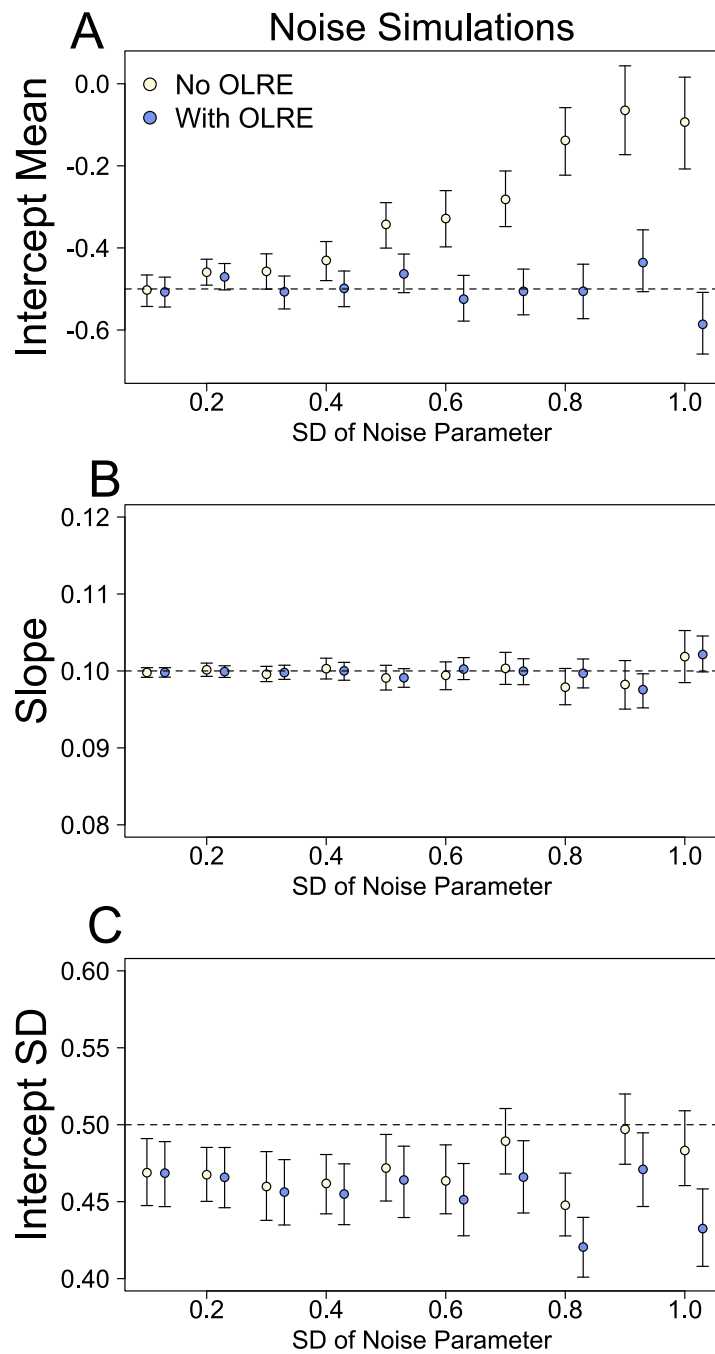 A
Noise Simulations
No OLRE
With OLRE
Intercept Mean
0.0
-0.2
-0.4
-0.6
0.2 0.4 0.6 0.8 1.0
SD of Noise Parameter
B
Slope
0.12
0.11
0.10
0.09
0.08
0.2 0.4 0.6 0.8 1.0
SD of Noise Parameter
C
Intercept SD
0.60
0.55
0.50
0.45
0.40
0.2 0.4 0.6 0.8 1.0
SD of Noise Parameter